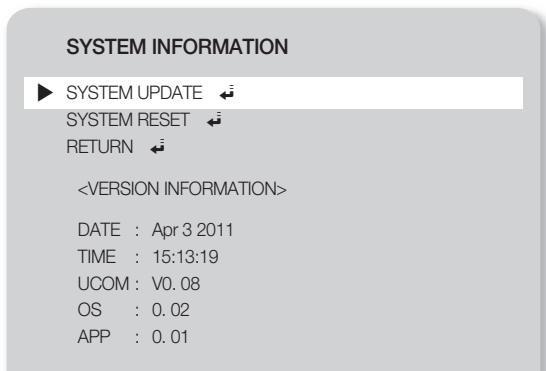 SYSTEM INFORMATION
▶ SYSTEM UPDATE ↲
SYSTEM RESET ↲
RETURN ↲
<VERSION INFORMATION>
DATE : Apr 3 2011
TIME : 15:13:19
UCOM : V0. 08
OS : 0. 02
APP : 0. 01